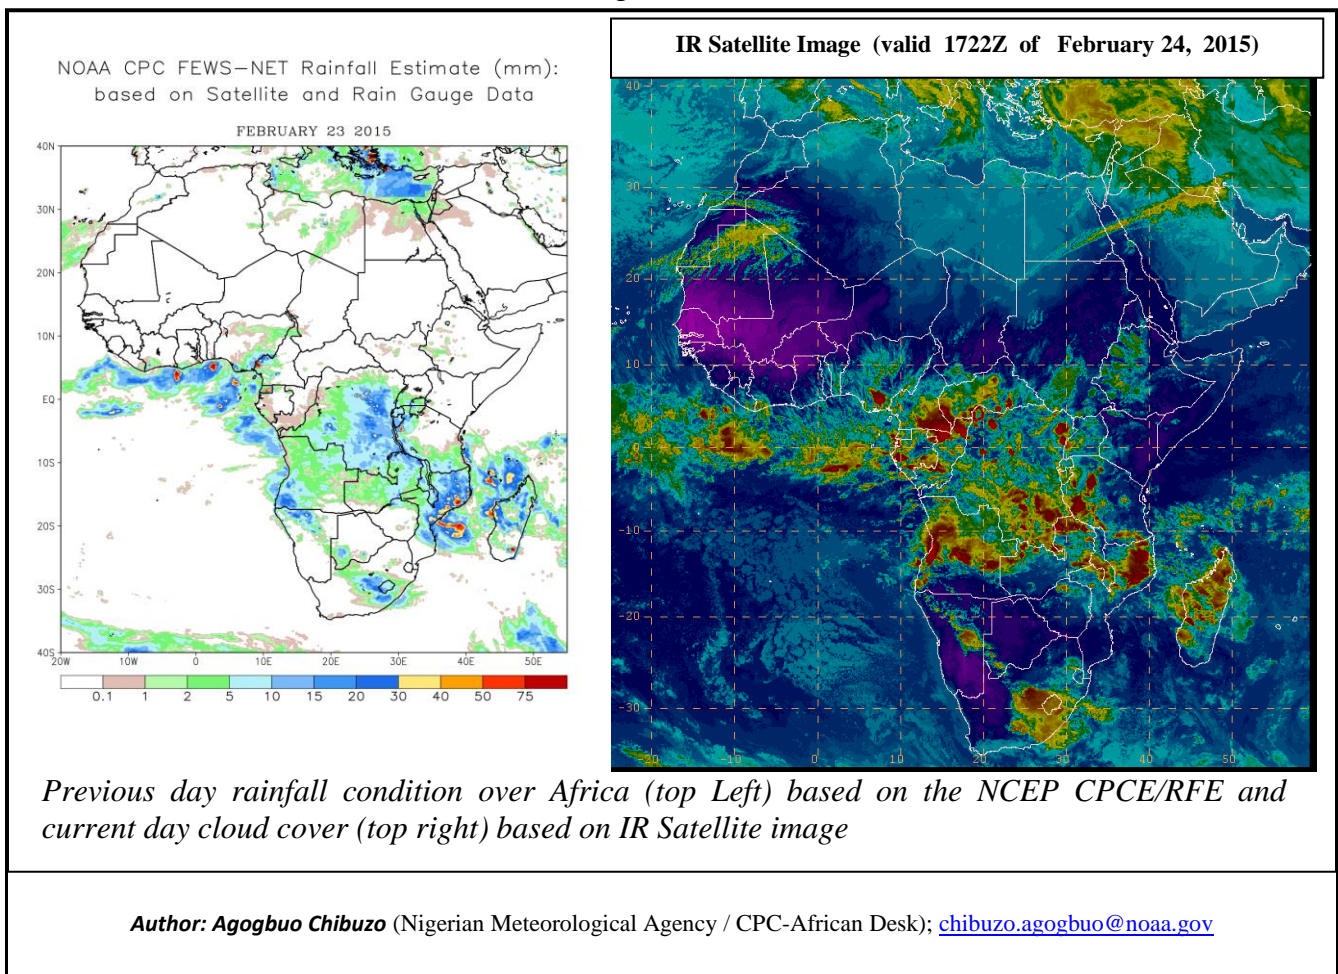 IR Satellite Image (valid 1722Z of February 24, 2015)
NOAA CPC FEWS-NET Rainfall Estimate (mm):
based on Satellite and Rain Gauge Data
FEBRUARY 23 2015
40N
30N
20N
10N
EQ
10S
20S
30S
40S
20W 10W 0 10E 20E 30E 40E 50E
0.1 1 2 5 10 15 20 30 40 50 75
40
30
20
10
0
-10
-20
-30
-20 -10 0 10 20 30 40 50
Previous day rainfall condition over Africa (top Left) based on the NCEP CPCE/RFE and
current day cloud cover (top right) based on IR Satellite image
Author: Agogbuo Chibuzo (Nigerian Meteorological Agency / CPC-African Desk); chibuzo.agogbuo@noaa.gov